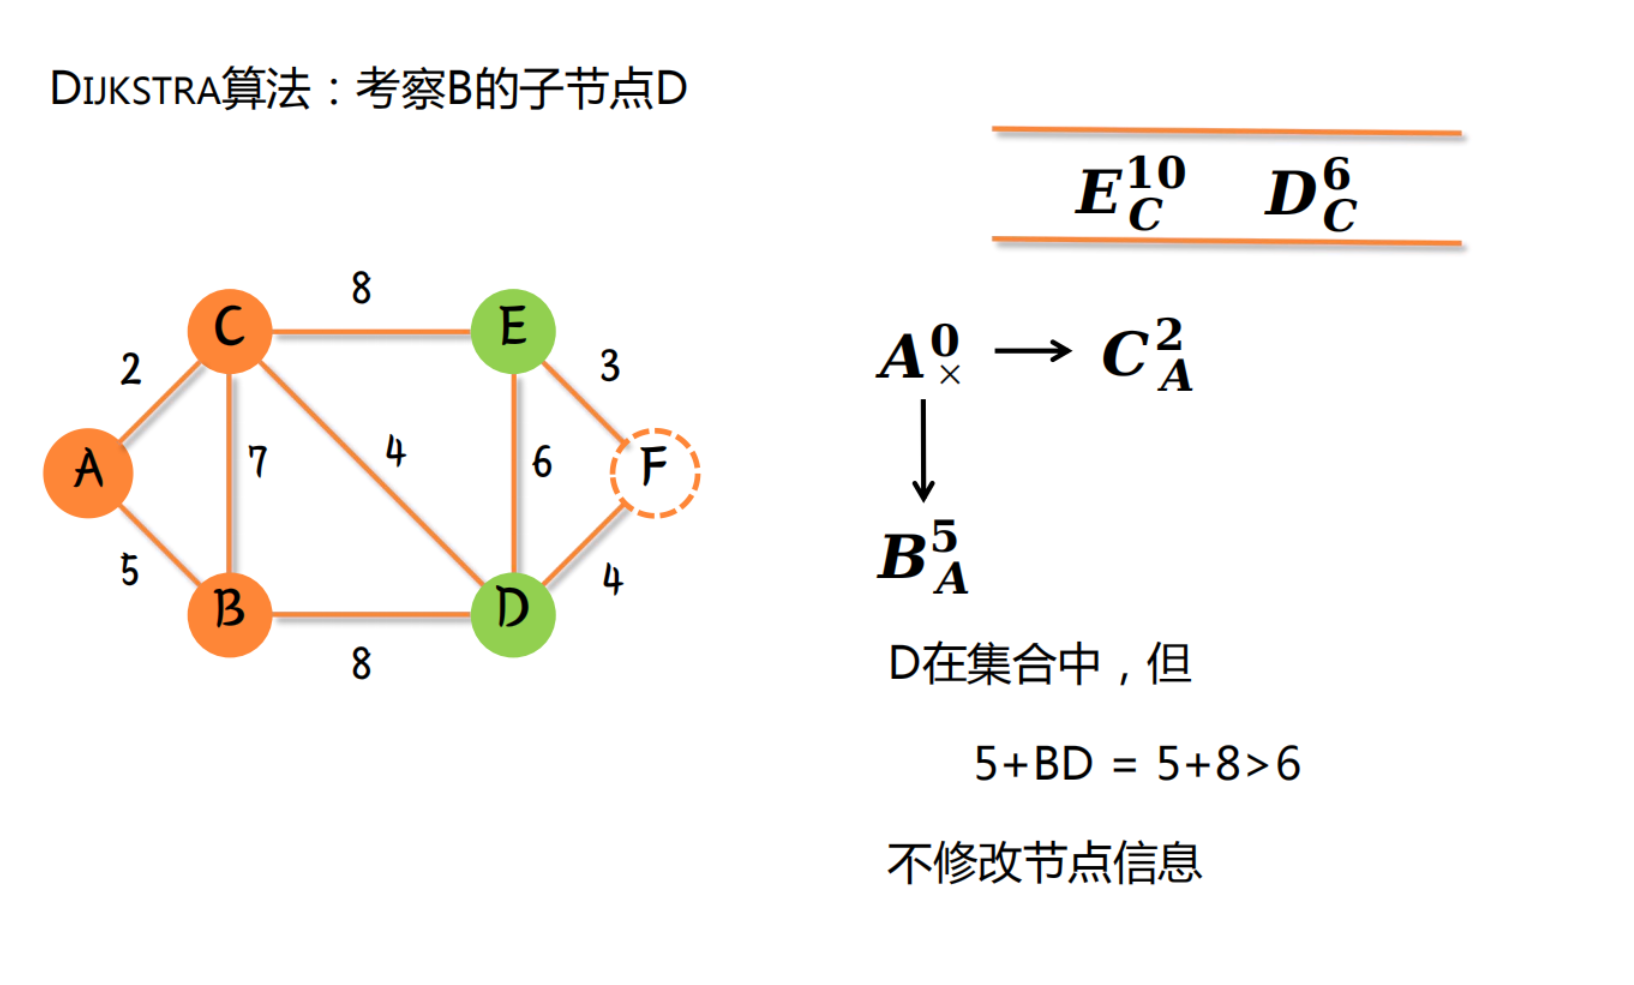 DIJKSTRA算法：考察B的子节点D
E_C^10 D_C^6
8
C E
2 3
A_×^0 → C_A^2
7 4 6
A F
5 4
B_A^5
B D
8
D在集合中，但
5+BD = 5+8>6
不修改节点信息